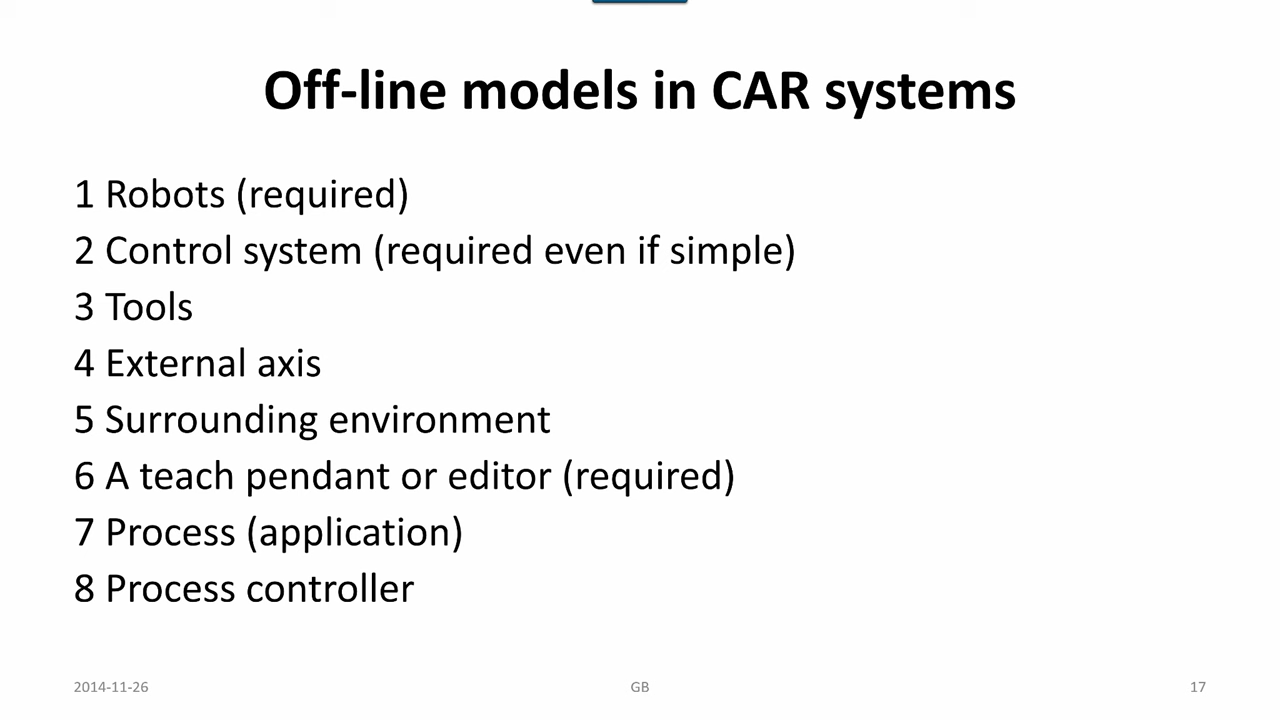 Off-line models in CAR systems
1 Robots (required)
2 Control system (required even if simple)
3 Tools
4 External axis
5 Surrounding environment
6 A teach pendant or editor (required)
7 Process (application)
8 Process controller
2014-11-26 GB 17